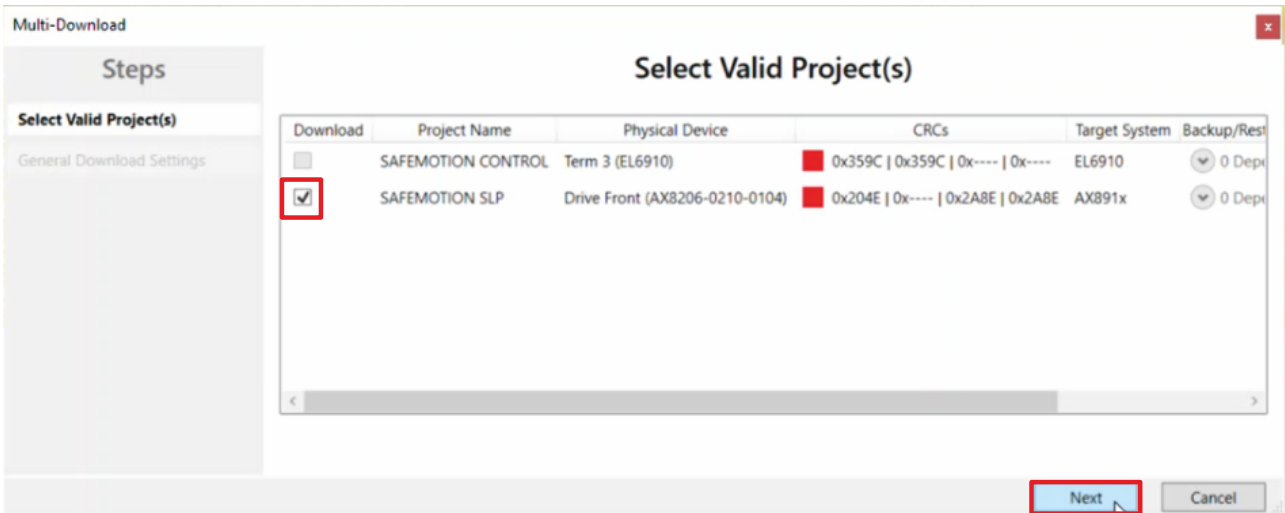 Multi-Download
x
Steps
Select Valid Project(s)
Select Valid Project(s)
General Download Settings
Download Project Name Physical Device CRCs Target System Backup/Rest
SAFEMOTION CONTROL Term 3 (EL6910) 0x359C | 0x359C | 0x---- | 0x---- EL6910 0 Depe
SAFEMOTION SLP Drive Front (AX8206-0210-0104) 0x204E | 0x---- | 0x2A8E | 0x2A8E AX891x 0 Depe
Next Cancel